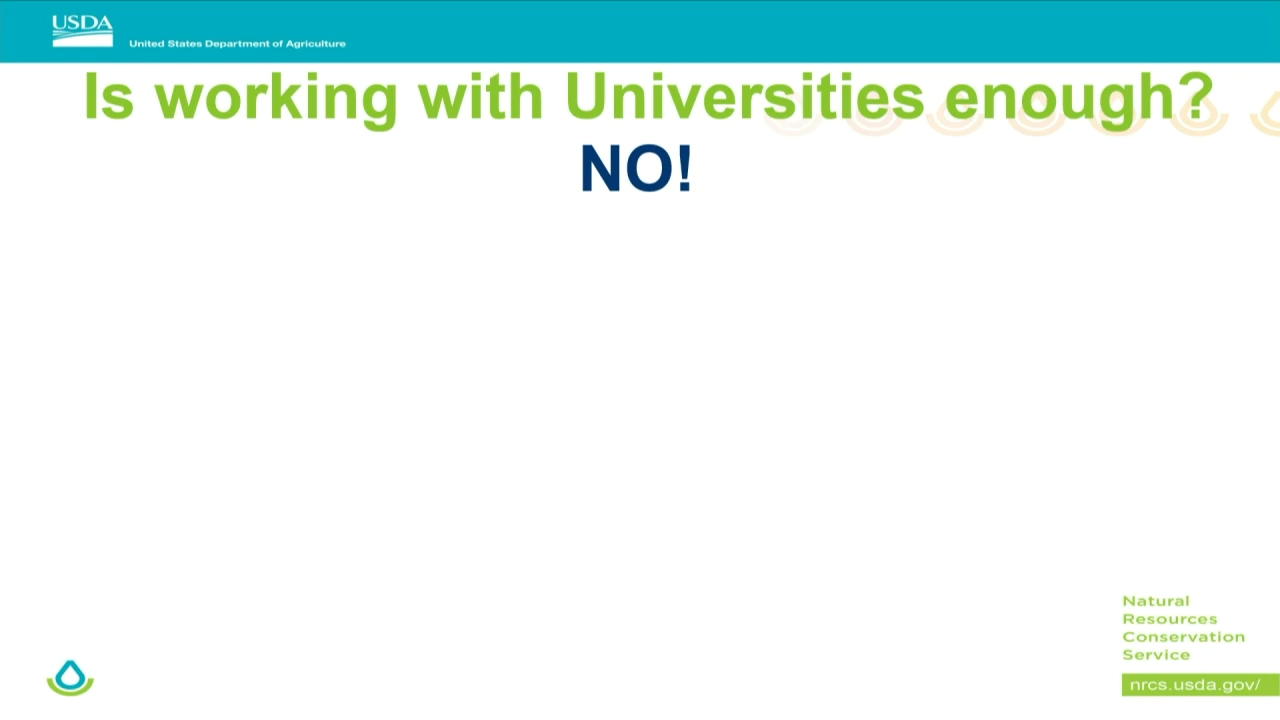 USDA
United States Department of Agriculture
Is working with Universities enough?
NO!
Natural
Resources
Conservation
Service
nrcs.usda.gov/